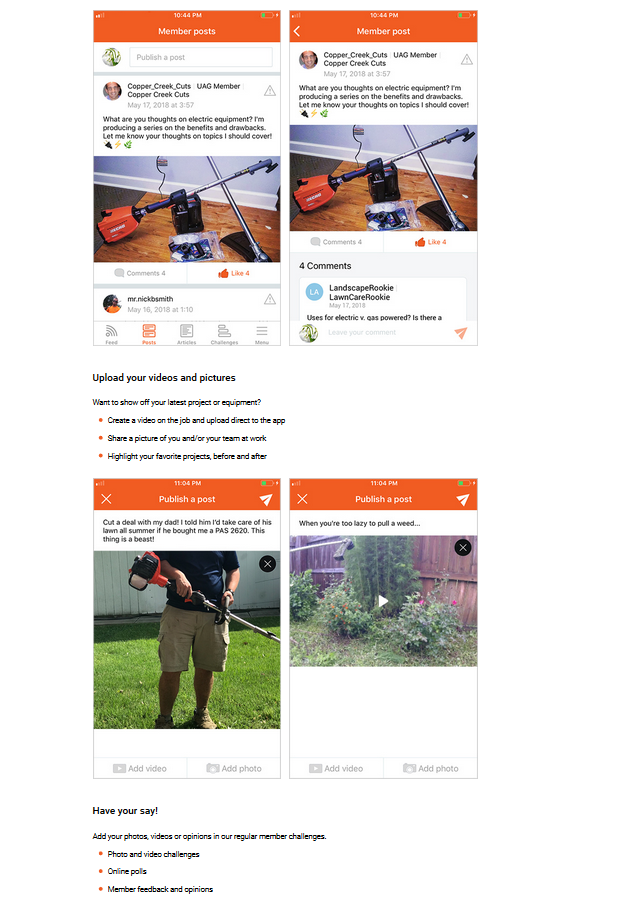 10:44 PM
Member posts
Publish a post
Copper_Creek_Cuts UAG Member
Copper Creek Cuts
May 17, 2018 at 3:57
What are you thoughts on electric equipment? I'm
producing a series on the benefits and drawbacks.
Let me know your thoughts on topics I should cover!
Comments 4
Like 4
mr.nickbsmith
May 16, 2018 at 1:10
Feed
Posts
Articles
Challenges
Menu
10:44 PM
Member post
Copper_Creek_Cuts UAG Member
Copper Creek Cuts
May 17, 2018 at 3:57
What are you thoughts on electric equipment? I'm
producing a series on the benefits and drawbacks.
Let me know your thoughts on topics I should cover!
Comments 4
Like 4
4 Comments
LA
LandscapeRookie
LawnCareRookie
May 17, 2018
Uses for electric v. gas powered? Is there a
Leave your comment
Upload your videos and pictures
Want to show off your latest project or equipment?
Create a video on the job and upload direct to the app
Share a picture of you and/or your team at work
Highlight your favorite projects, before and after
11:04 PM
Publish a post
Cut a deal with my dad! I told him I'd take care of his
lawn all summer if he bought me a PAS 2620. This
thing is a beast!
Add video
Add photo
11:04 PM
Publish a post
When you're too lazy to pull a weed...
Add video
Add photo
Have your say!
Add your photos, videos or opinions in our regular member challenges.
Photo and video challenges
Online polls
Member feedback and opinions